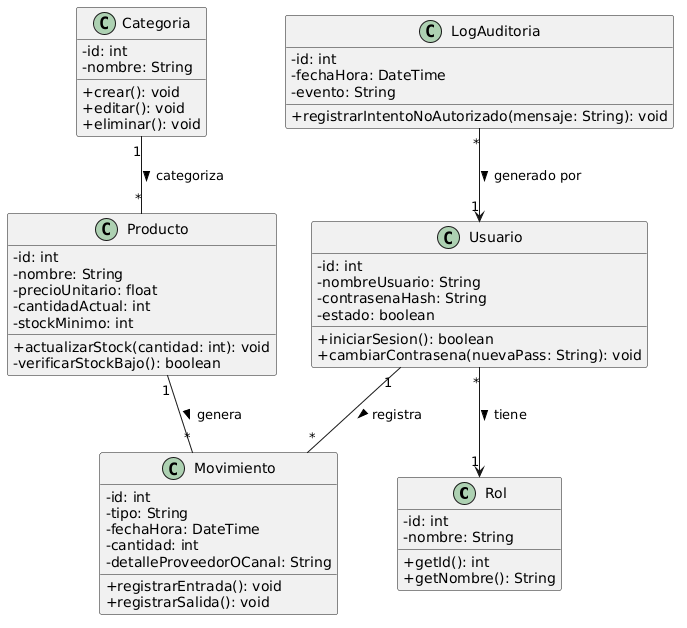 C Categoria
-id: int
-nombre: String
+crear(): void
+editar(): void
+eliminar(): void
C LogAuditoria
-id: int
-fechaHora: DateTime
-evento: String
+registrarIntentoNoAutorizado(mensaje: String): void
1
categoriza
*
*
generado por
1
C Producto
-id: int
-nombre: String
-precioUnitario: float
-cantidadActual: int
-stockMinimo: int
+actualizarStock(cantidad: int): void
-verificarStockBajo(): boolean
C Usuario
-id: int
-nombreUsuario: String
-contrasenaHash: String
-estado: boolean
+iniciarSesion(): boolean
+cambiarContrasena(nuevaPass: String): void
1
genera
*
1
registra
*
*
tiene
1
C Movimiento
-id: int
-tipo: String
-fechaHora: DateTime
-cantidad: int
-detalleProveedorOCanal: String
+registrarEntrada(): void
+registrarSalida(): void
C Rol
-id: int
-nombre: String
+getId(): int
+getNombre(): String